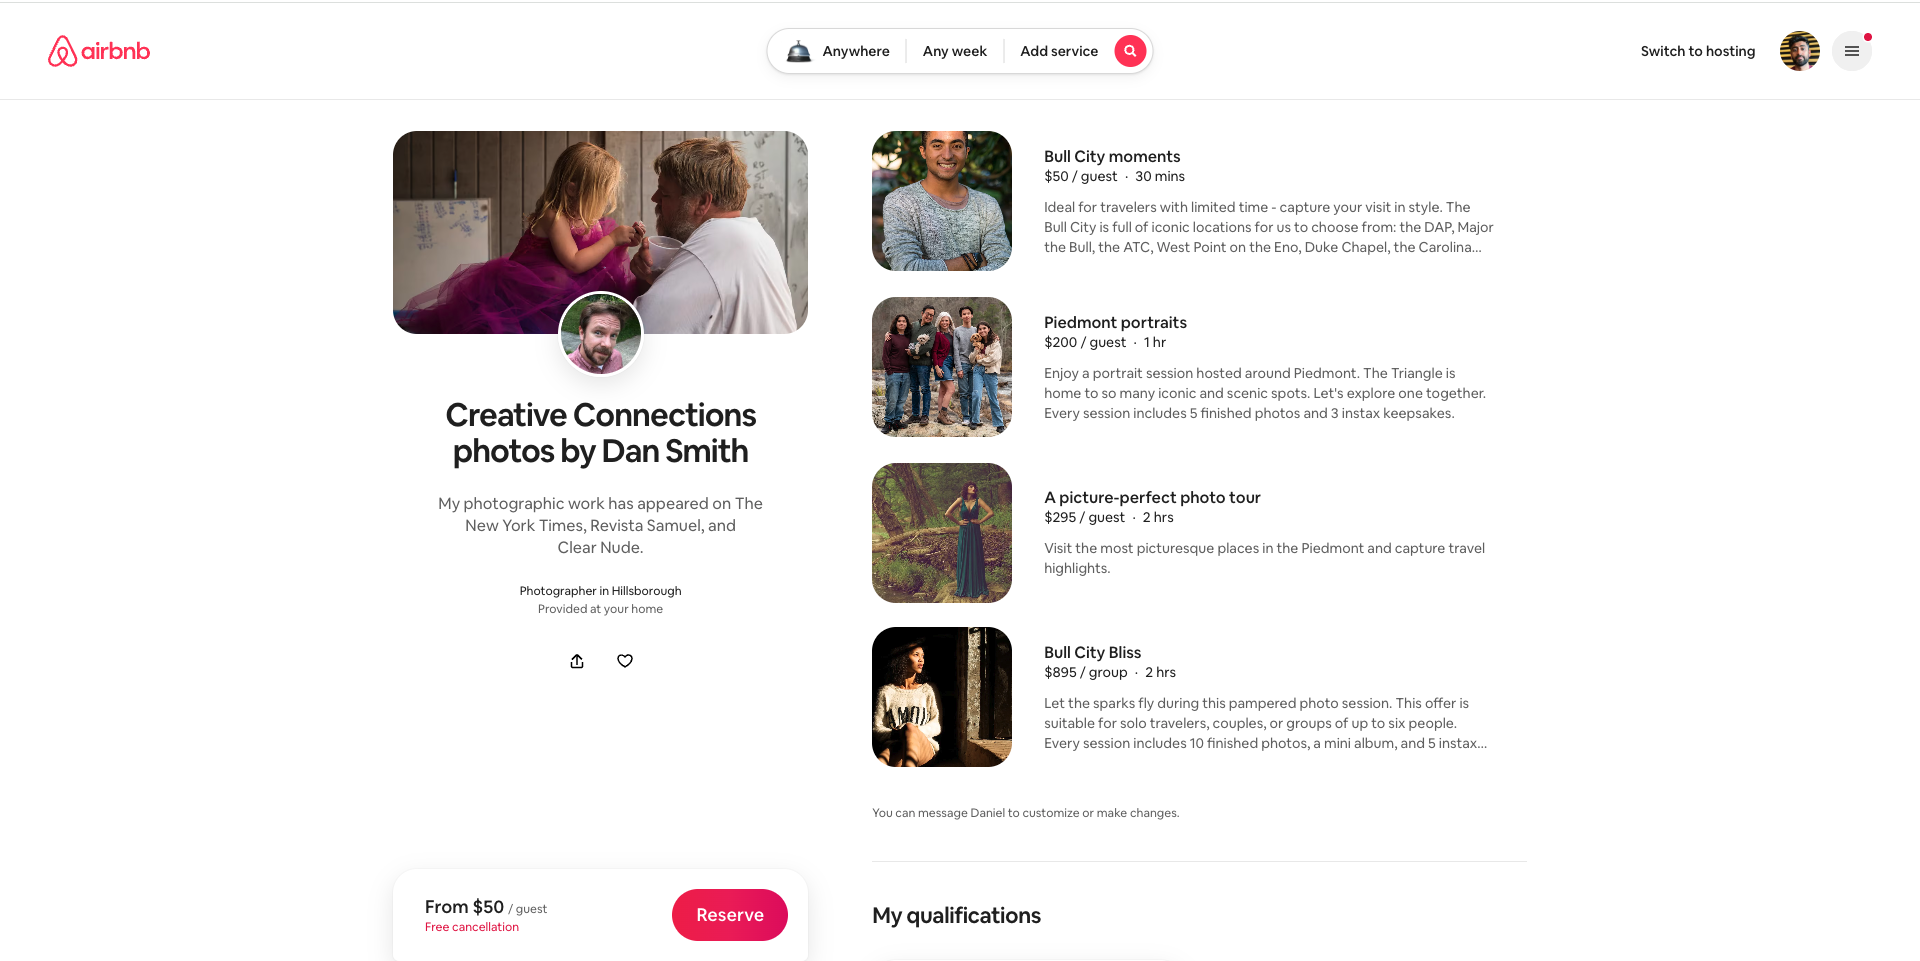 airbnb
Anywhere
Any week
Add service
Switch to hosting
Creative Connections
photos by Dan Smith
My photographic work has appeared on The
New York Times, Revista Samuel, and
Clear Nude.
Photographer in Hillsborough
Provided at your home
From $50 / guest
Free cancellation
Reserve
Bull City moments
$50 / guest · 30 mins
Ideal for travelers with limited time - capture your visit in style. The
Bull City is full of iconic locations for us to choose from: the DAP, Major
the Bull, the ATC, West Point on the Eno, Duke Chapel, the Carolina...
Piedmont portraits
$200 / guest · 1 hr
Enjoy a portrait session hosted around Piedmont. The Triangle is
home to so many iconic and scenic spots. Let's explore one together.
Every session includes 5 finished photos and 3 instax keepsakes.
A picture-perfect photo tour
$295 / guest · 2 hrs
Visit the most picturesque places in the Piedmont and capture travel
highlights.
Bull City Bliss
$895 / group · 2 hrs
Let the sparks fly during this pampered photo session. This offer is
suitable for solo travelers, couples, or groups of up to six people.
Every session includes 10 finished photos, a mini album, and 5 instax...
You can message Daniel to customize or make changes.
My qualifications